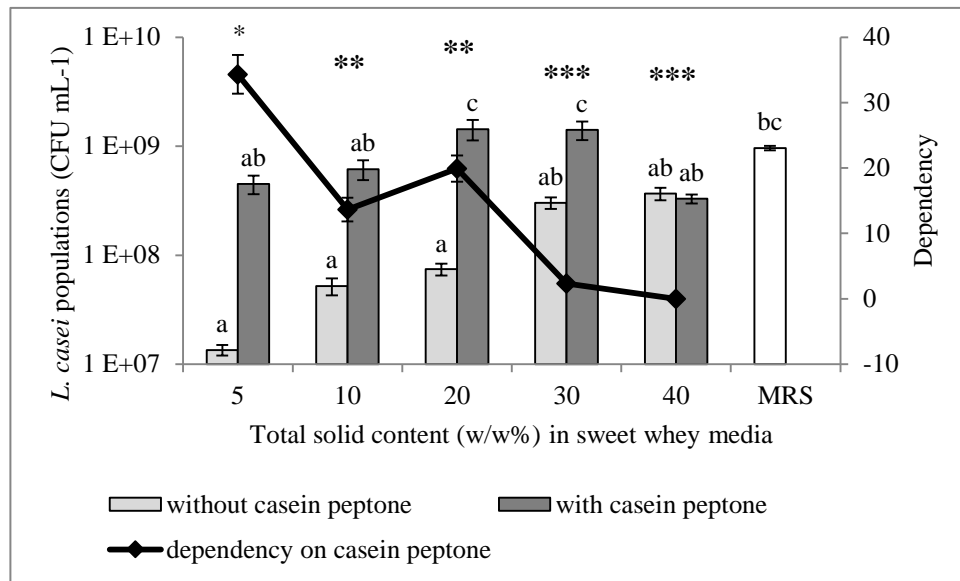 L. casei populations (CFU mL-1)
1 E+10
1 E+09
1 E+08
1 E+07
* ** ** *** ***
a ab a ab a c ab c ab ab bc
40
30
20
10
0
-10
Dependency
5 10 20 30 40 MRS
Total solid content (w/w%) in sweet whey media
without casein peptone with casein peptone
dependency on casein peptone